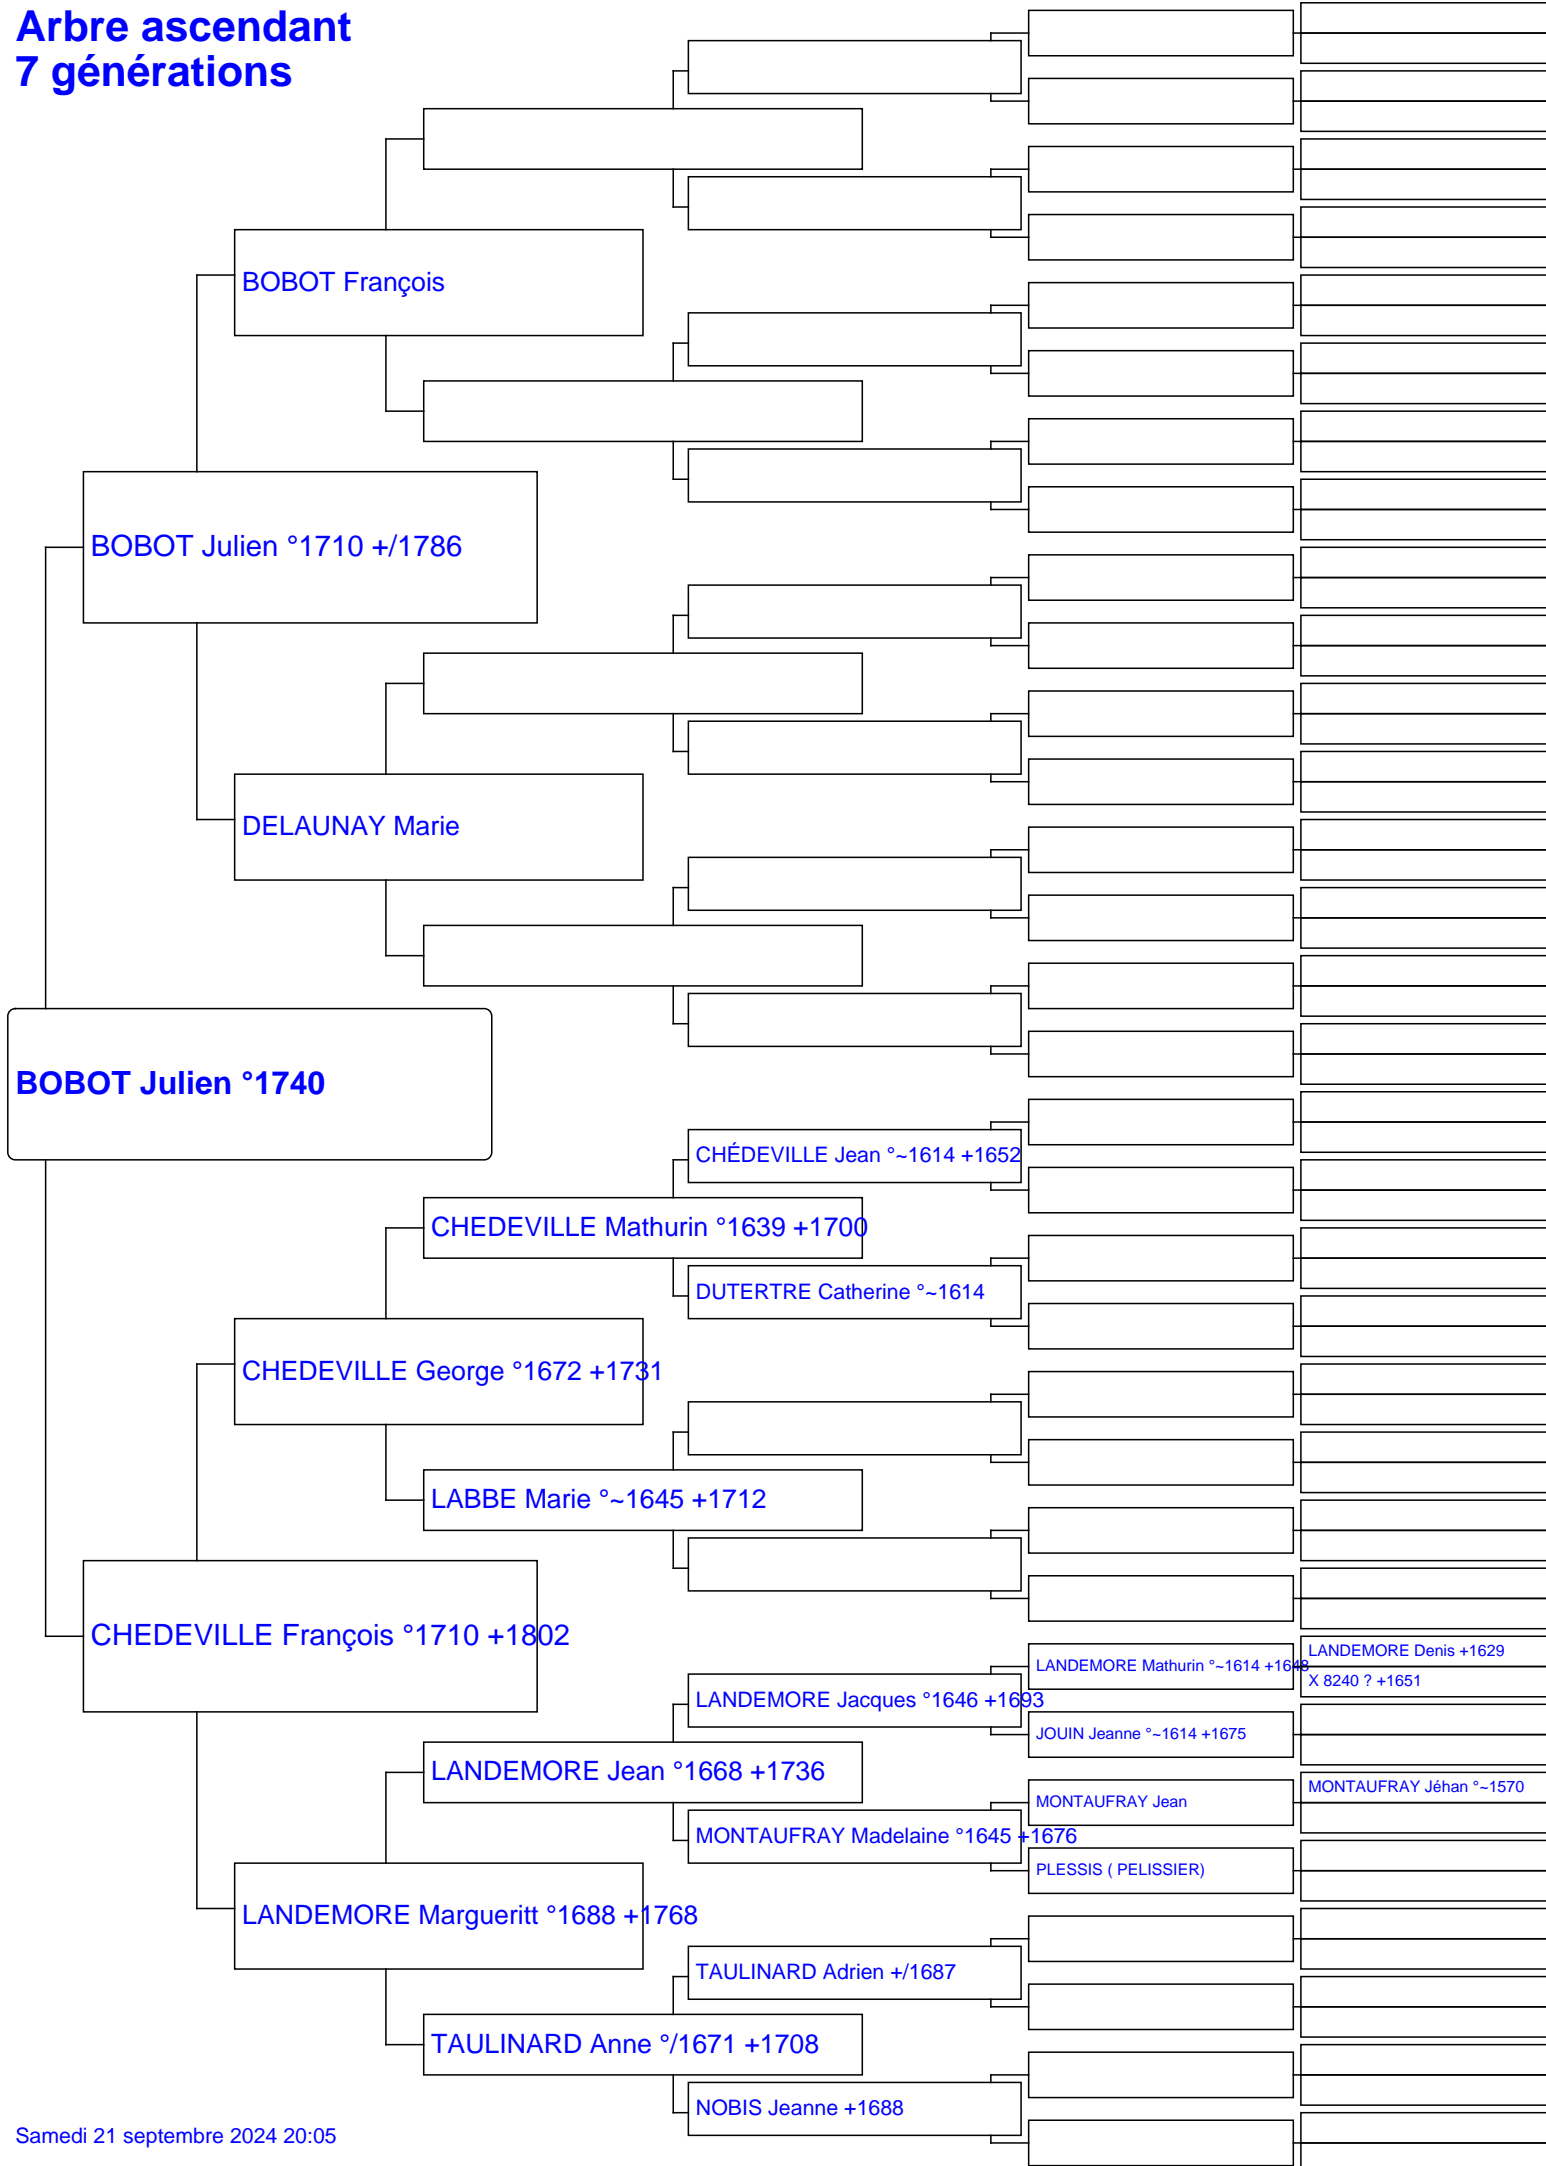 Arbre ascendant
7 générations
BOBOT François
BOBOT Julien °1710 +/1786
DELAUNAY Marie
BOBOT Julien °1740
CHÉDEVILLE Jean °~1614 +1652
CHEDEVILLE Mathurin °1639 +1700
DUTERTRE Catherine °~1614
CHEDEVILLE George °1672 +1731
LABBE Marie °~1645 +1712
CHEDEVILLE François °1710 +1802
LANDEMORE Denis +1629
LANDEMORE Mathurin °~1614 +1648
X 8240 ? +1651
LANDEMORE Jacques °1646 +1693
JOUIN Jeanne °~1614 +1675
LANDEMORE Jean °1668 +1736
MONTAUFRAY Jéhan °~1570
MONTAUFRAY Jean
MONTAUFRAY Madelaine °1645 +1676
PLESSIS ( PELISSIER)
LANDEMORE Margueritt °1688 +1768
TAULINARD Adrien +/1687
TAULINARD Anne °/1671 +1708
NOBIS Jeanne +1688
Samedi 21 septembre 2024 20:05